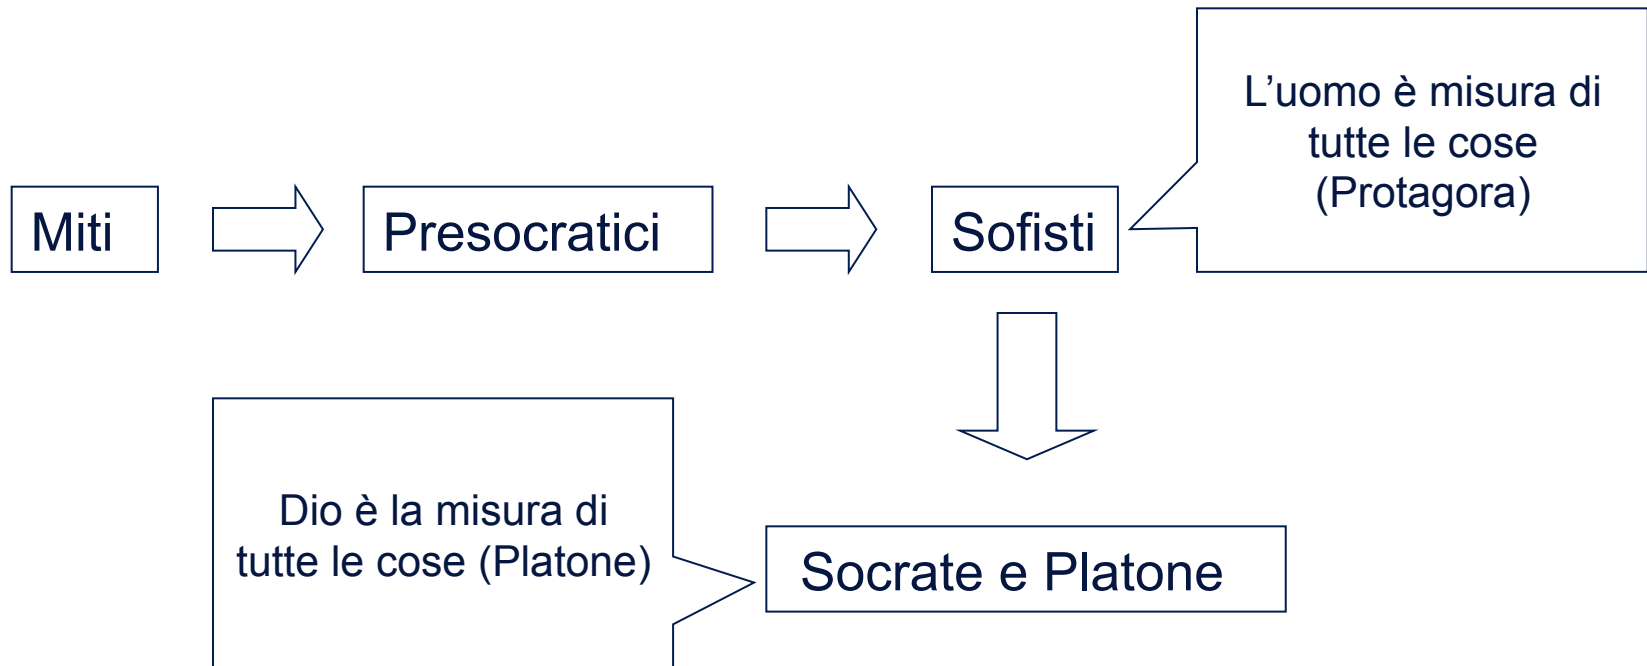 L’uomo è misura di
tutte le cose
(Protagora)
Miti
Presocratici
Sofisti
Dio è la misura di
tutte le cose (Platone)
Socrate e Platone